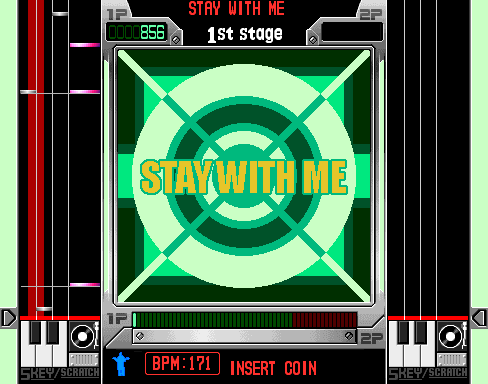 STAY WITH ME
1P
2P
0000856
1st stage
STAY WITH ME
1P
2P
5KEY/SCRATCH
5KEY/SCRATCH
BPM:171
INSERT COIN